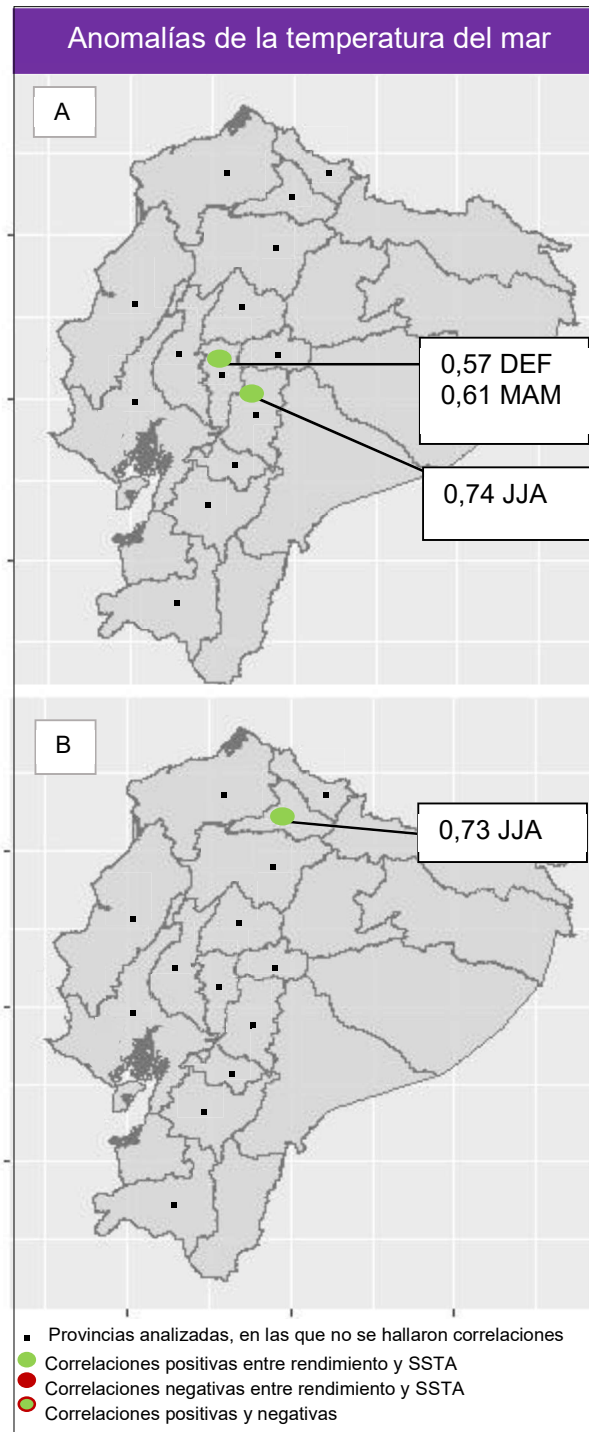 Anomalías de la temperatura del mar
A
0,57 DEF
0,61 MAM
0,74 JJA
B
0,73 JJA
Provincias analizadas, en las que no se hallaron correlaciones
Correlaciones positivas entre rendimiento y SSTA
Correlaciones negativas entre rendimiento y SSTA
Correlaciones positivas y negativas